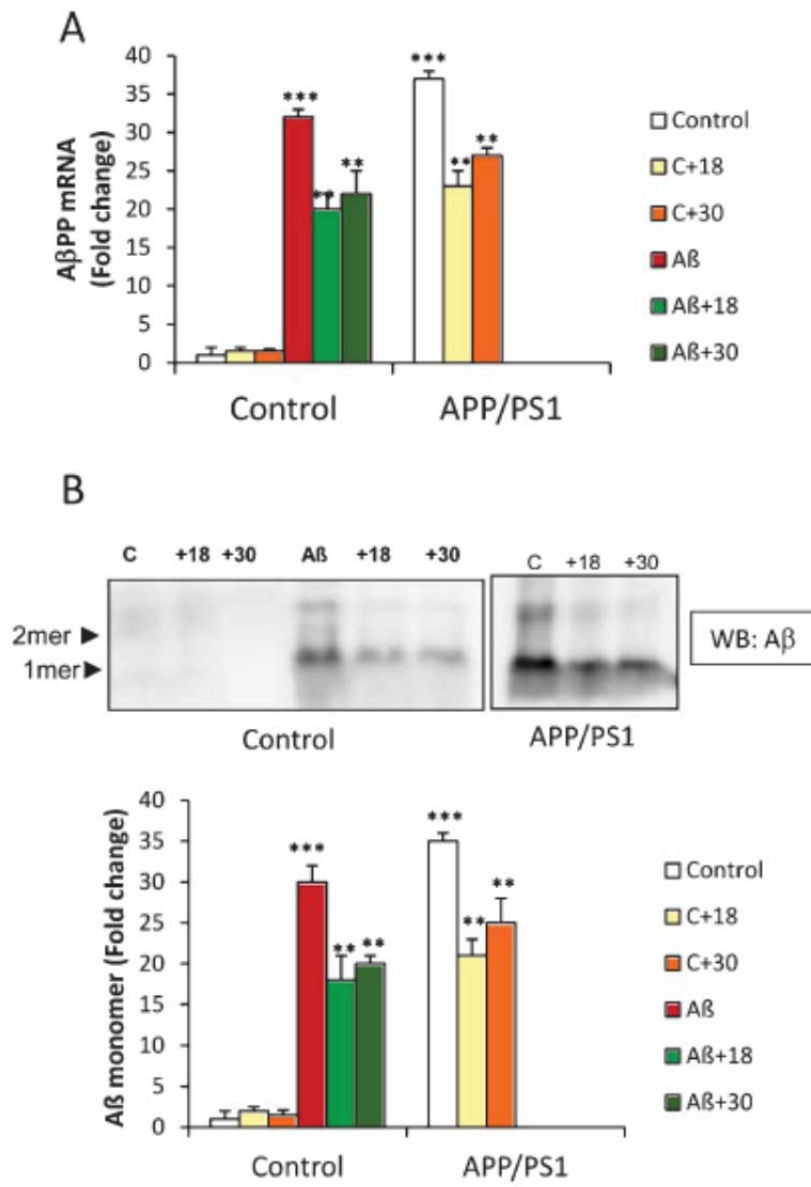 A
AβPP mRNA
(Fold change)
40
35
30
25
20
15
10
5
0
***
**
**
***
**
**
Control
APP/PS1
Control
C+18
C+30
Aß
Aß+18
Aß+30
B
C +18 +30 Aß +18 +30
C +18 +30
2mer
1mer
WB: Aβ
Control
APP/PS1
Aß monomer (Fold change)
40
35
30
25
20
15
10
5
0
***
**
**
***
**
**
Control
APP/PS1
Control
C+18
C+30
Aß
Aß+18
Aß+30